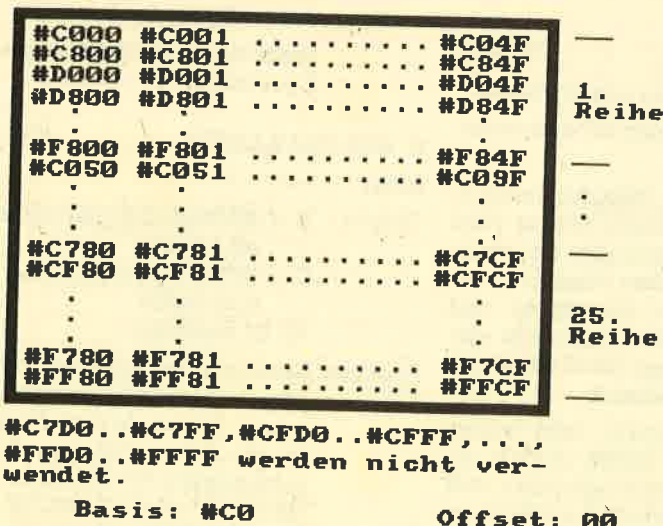 #C000 #C001 .......... #C04F
#C800 #C801 .......... #C84F
#D000 #D001 .......... #D04F
#D800 #D801 .......... #D84F
1.
Reihe
#F800 #F801 .......... #F84F
#C050 #C051 .......... #C09F
#C780 #C781 .......... #C7CF
#CF80 #CF81 .......... #CFCF
25.
Reihe
#F780 #F781 .......... #F7CF
#FF80 #FF81 .......... #FFCF
#C7D0..#C7FF,#CFD0..#CFFF,....,
#FFD0..#FFFF werden nicht ver-
wendet.
Basis: #C0 Offset: 00